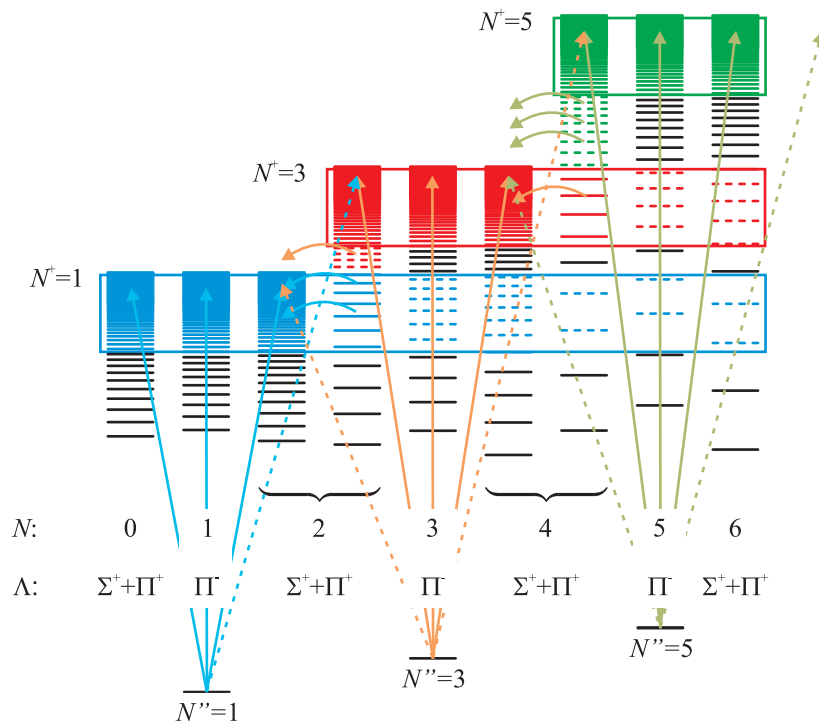 N⁺=5
N⁺=3
N⁺=1
N: 0 1 2 3 4 5 6
Λ: Σ⁺+Π⁺ Π⁻ Σ⁺+Π⁺ Π⁻ Σ⁺+Π⁺ Π⁻ Σ⁺+Π⁺
N''=5
N''=3
N''=1